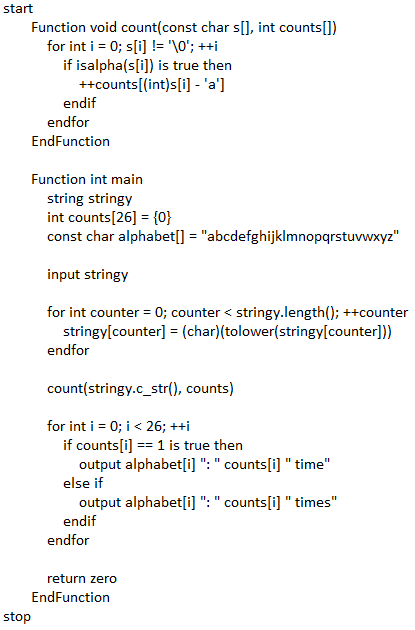 start
Function void count(const char s[], int counts[])
for int i = 0; s[i] != '\0'; ++i
if isalpha(s[i]) is true then
++counts[(int)s[i] - 'a']
endif
endfor
EndFunction
Function int main
string stringy
int counts[26] = {0}
const char alphabet[] = "abcdefghijklmnopqrstuvwxyz"
input stringy
for int counter = 0; counter < stringy.length(); ++counter
stringy[counter] = (char)(tolower(stringy[counter]))
endfor
count(stringy.c_str(), counts)
for int i = 0; i < 26; ++i
if counts[i] == 1 is true then
output alphabet[i] ": " counts[i] " time"
else if
output alphabet[i] ": " counts[i] " times"
endif
endfor
return zero
EndFunction
stop